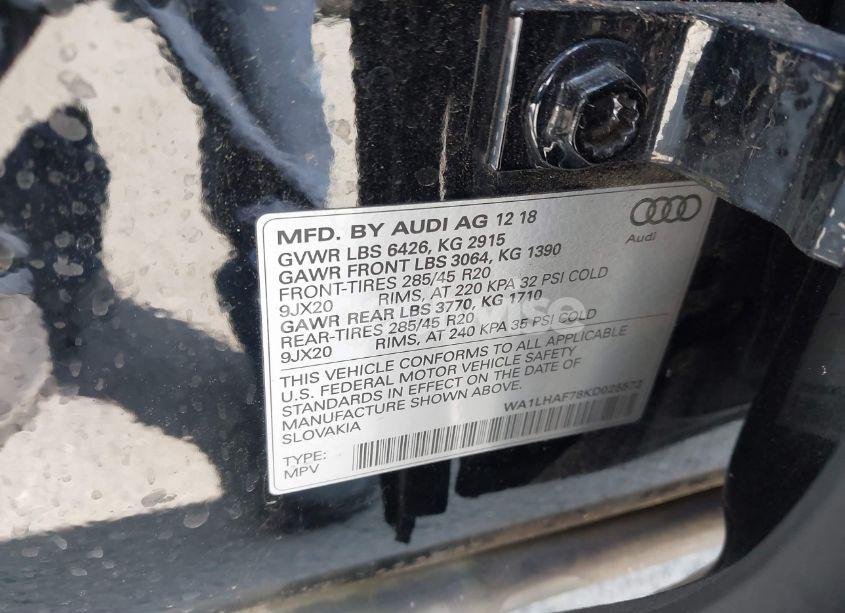 MFD. BY AUDI AG 12 18
GVWR LBS 6426, KG 2915
GAWR FRONT LBS 3064, KG 1390
FRONT-TIRES 285/45 R20
9JX20 RIMS, AT 220 KPA 32 PSI COLD
GAWR REAR LBS 3770, KG 1710
REAR-TIRES 285/45 R20
9JX20 RIMS, AT 240 KPA 35 PSI COLD
THIS VEHICLE CONFORMS TO ALL APPLICABLE
U.S. FEDERAL MOTOR VEHICLE SAFETY
STANDARDS IN EFFECT ON THE DATE OF
MANUFACTURE SHOWN ABOVE.
SLOVAKIA
TYPE:
MPV
Audi